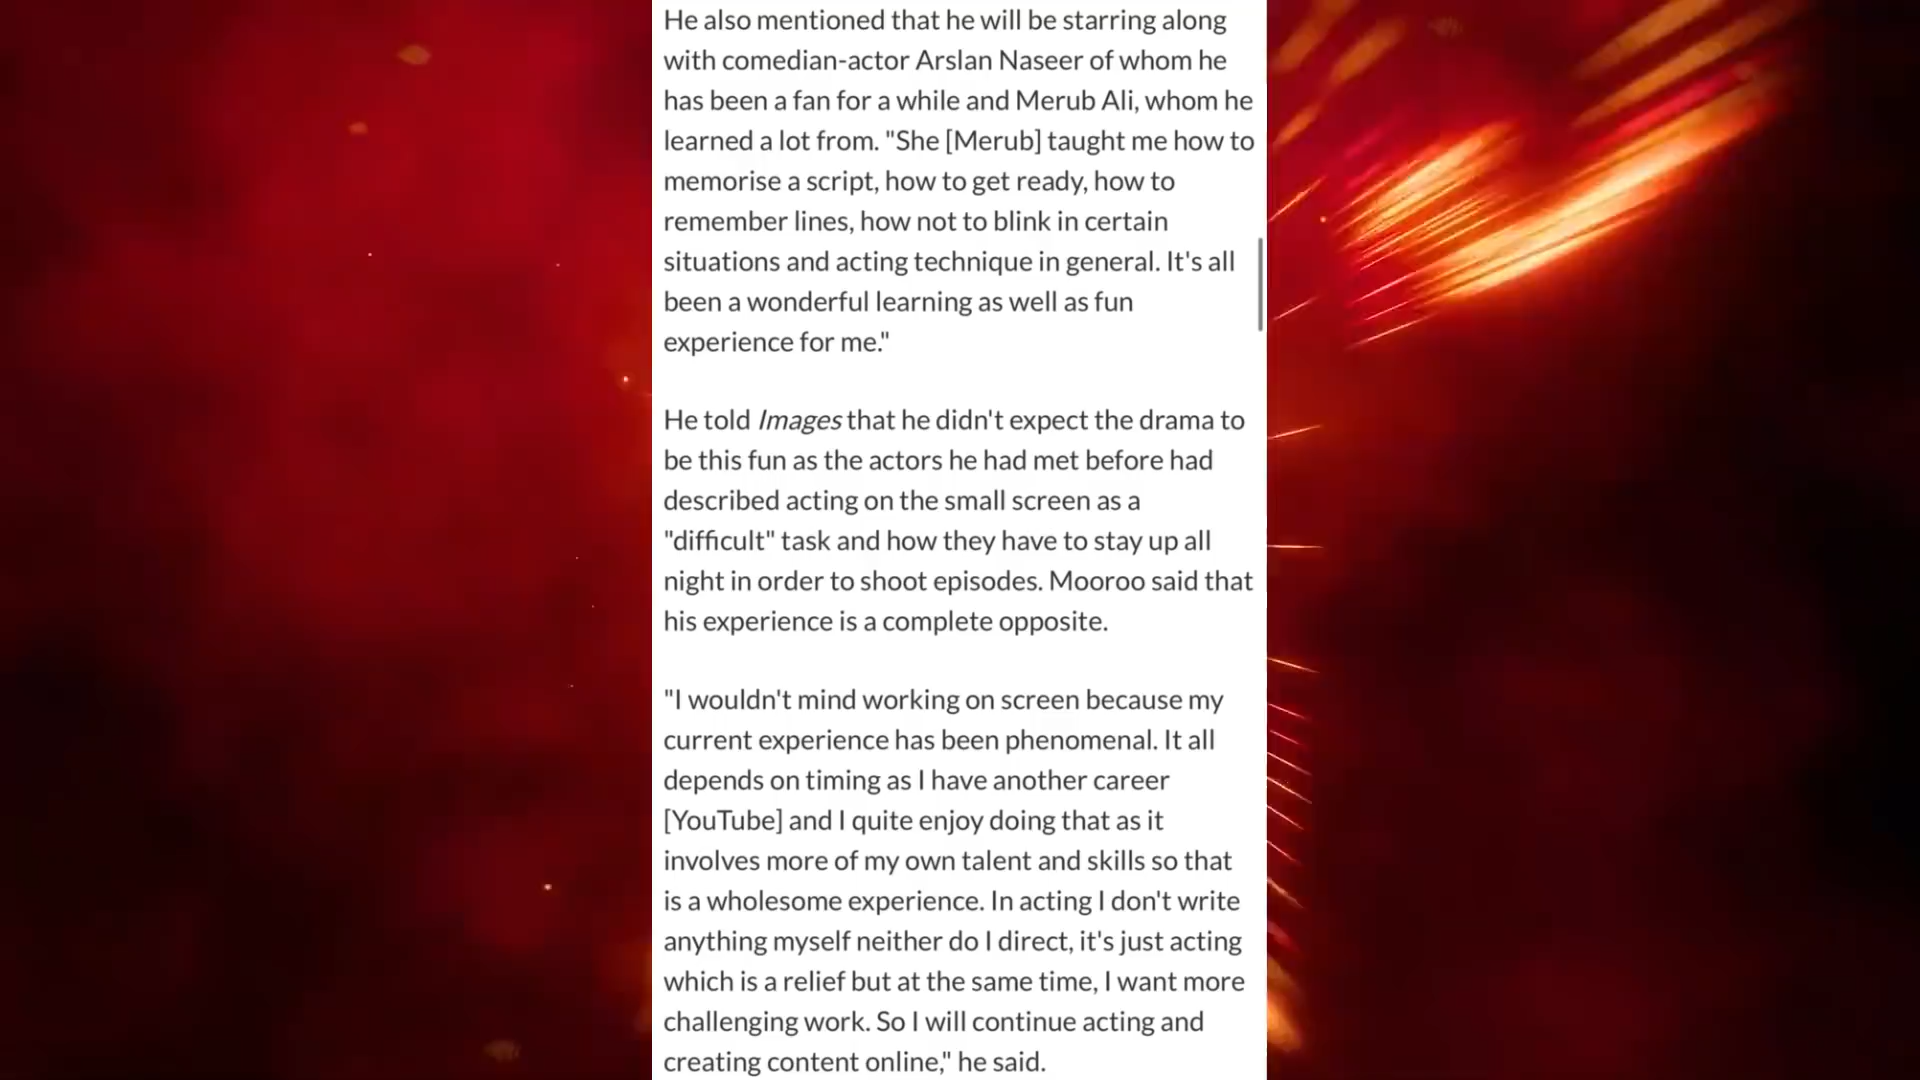 He also mentioned that he will be starring along
with comedian-actor Arslan Naseer of whom he
has been a fan for a while and Merub Ali, whom he
learned a lot from. "She [Merub] taught me how to
memorise a script, how to get ready, how to
remember lines, how not to blink in certain
situations and acting technique in general. It's all
been a wonderful learning as well as fun
experience for me."
He told Images that he didn't expect the drama to
be this fun as the actors he had met before had
described acting on the small screen as a
"difficult" task and how they have to stay up all
night in order to shoot episodes. Mooroo said that
his experience is a complete opposite.
"I wouldn't mind working on screen because my
current experience has been phenomenal. It all
depends on timing as I have another career
[YouTube] and I quite enjoy doing that as it
involves more of my own talent and skills so that
is a wholesome experience. In acting I don't write
anything myself neither do I direct, it's just acting
which is a relief but at the same time, I want more
challenging work. So I will continue acting and
creating content online," he said.